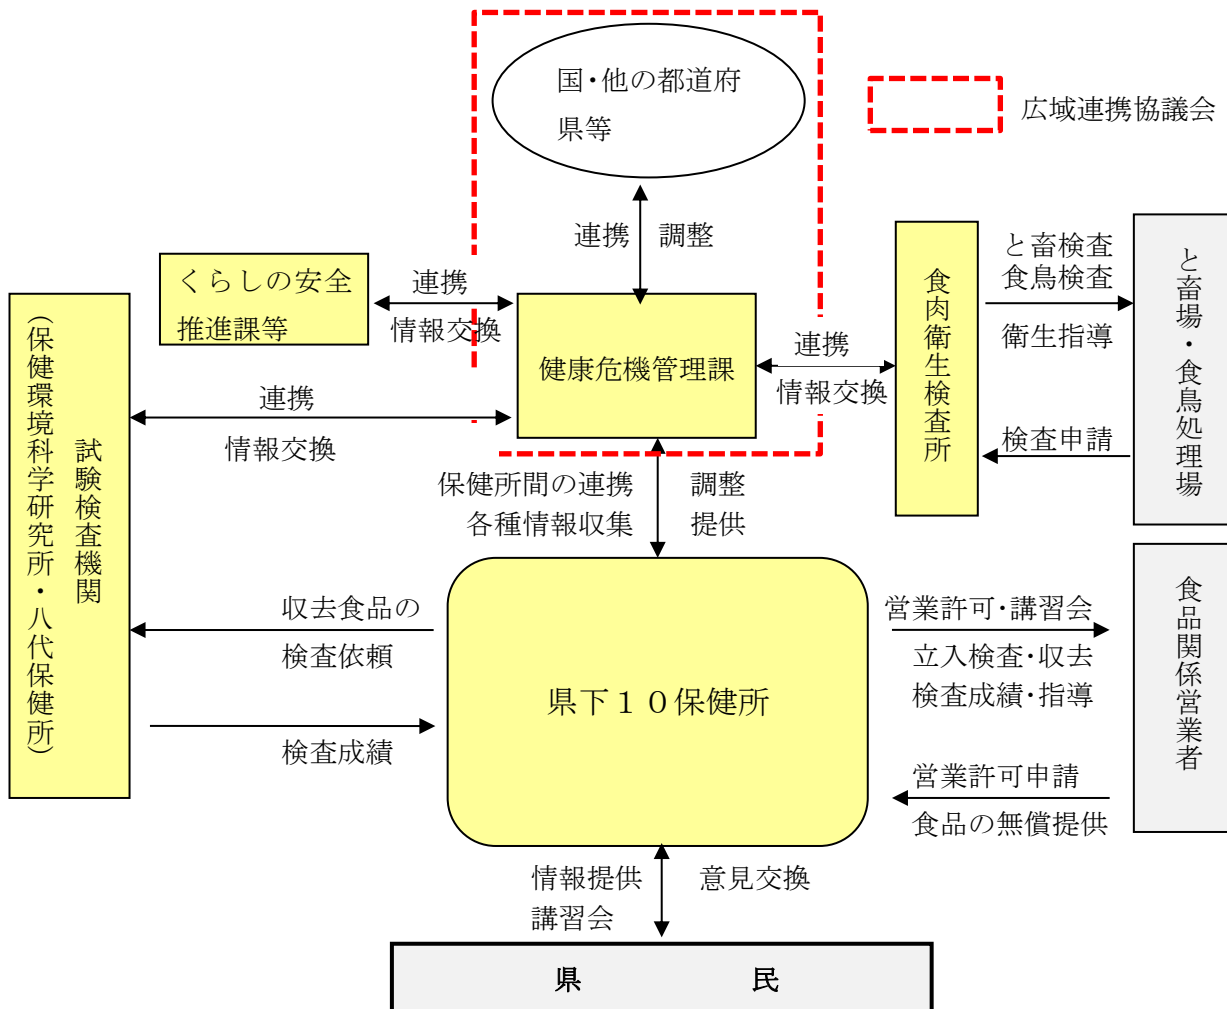 国・他の都道府
県等
広域連携協議会
連携 調整
くらしの安全
推進課等
連携
情報交換
健康危機管理課
連携
情報交換
食肉衛生検査所
と畜検査
食鳥検査
衛生指導
検査申請
と畜場・食鳥処理場
連携
情報交換
試験検査機関
(保健環境科学研究所・八代保健所)
保健所間の連携 調整
各種情報収集 提供
収去食品の
検査依頼
検査成績
県下10保健所
営業許可・講習会
立入検査・収去
検査成績・指導
営業許可申請
食品の無償提供
食品関係営業者
情報提供 意見交換
講習会
県 民